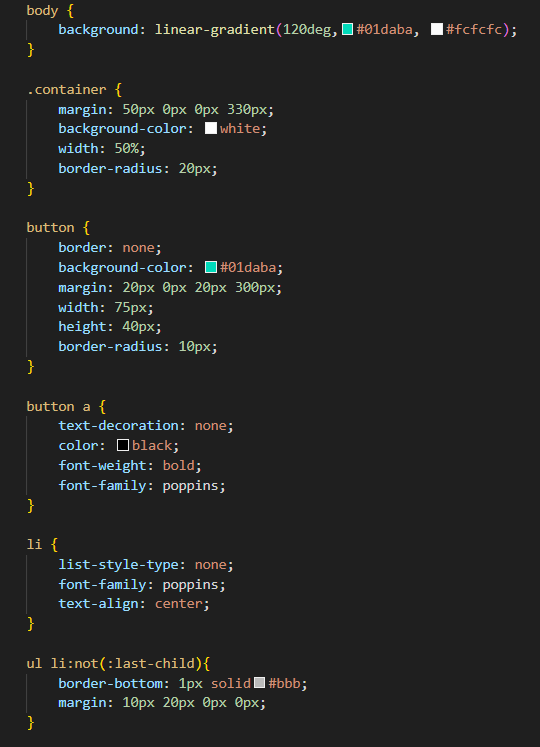 body {
    background: linear-gradient(120deg, #01daba, #fcfcfc);
}

.container {
    margin: 50px 0px 0px 330px;
    background-color: white;
    width: 50%;
    border-radius: 20px;
}

button {
    border: none;
    background-color: #01daba;
    margin: 20px 0px 20px 300px;
    width: 75px;
    height: 40px;
    border-radius: 10px;
}

button a {
    text-decoration: none;
    color: black;
    font-weight: bold;
    font-family: poppins;
}

li {
    list-style-type: none;
    font-family: poppins;
    text-align: center;
}

ul li:not(:last-child){
    border-bottom: 1px solid #bbb;
    margin: 10px 20px 0px 0px;
}